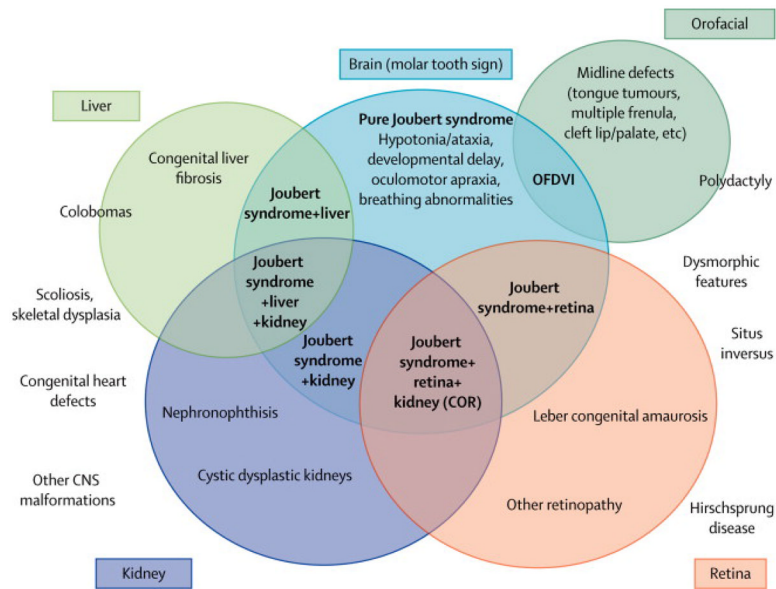 Orofacial
Brain (molar tooth sign)
Liver
Midline defects
(tongue tumours,
multiple frenula,
cleft lip/palate, etc)
Pure Joubert syndrome
Hypotonia/ataxia,
developmental delay,
oculomotor apraxia,
breathing abnormalities
Congenital liver
fibrosis
OFDVI
Polydactyly
Joubert
syndrome+liver
Colobomas
Dysmorphic
features
Joubert
syndrome
+liver
+kidney
Joubert
syndrome+retina
Scoliosis,
skeletal dysplasia
Situs
inversus
Joubert
syndrome
+kidney
Joubert
syndrome+
retina+
kidney (COR)
Congenital heart
defects
Nephronophthisis
Leber congenital amaurosis
Cystic dysplastic kidneys
Other CNS
malformations
Other retinopathy
Hirschsprung
disease
Kidney
Retina